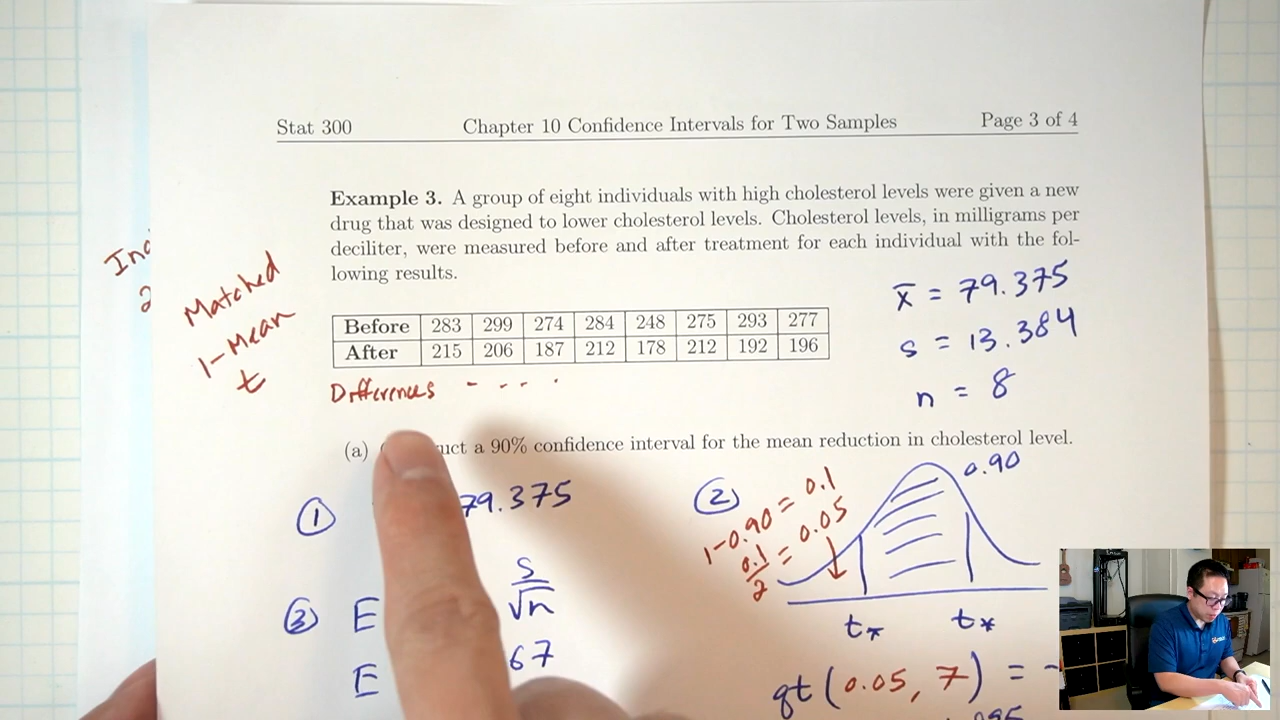 Stat 300 Chapter 10 Confidence Intervals for Two Samples Page 3 of 4
Example 3. A group of eight individuals with high cholesterol levels were given a new
drug that was designed to lower cholesterol levels. Cholesterol levels, in milligrams per
deciliter, were measured before and after treatment for each individual with the fol-
lowing results.
Matched
1-Mean
t
Before 283 299 274 284 248 275 293 277
After 215 206 187 212 178 212 192 196
Differences - - - -
x̄ = 79.375
s = 13.384
n = 8
(a) a 90% confidence interval for the mean reduction in cholesterol level.
① 79.375
②
1-0.90 = 0.1
0.1/2 = 0.05
0.90
t* t*
qt(0.05, 7) =
③ E s/√n
E 67